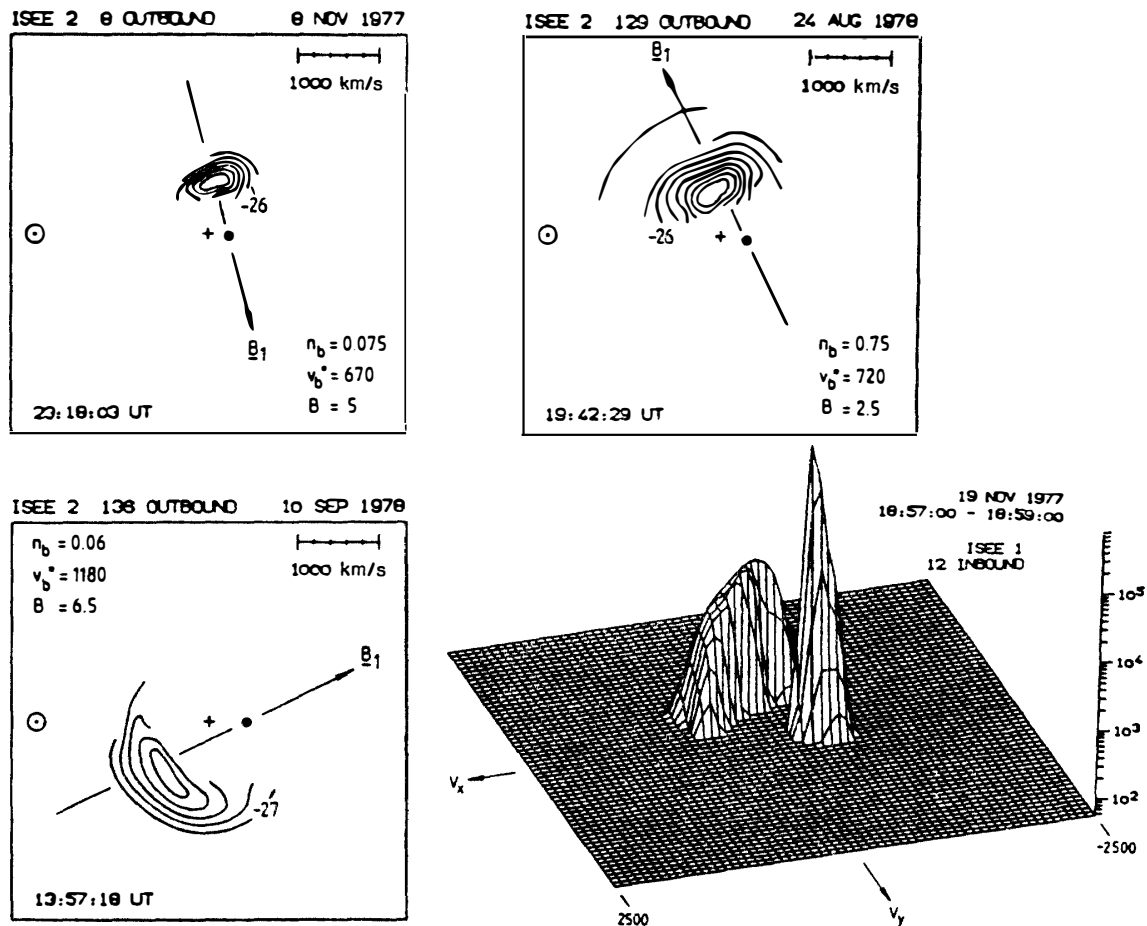 ISEE 2 8 OUTBOUND 8 NOV 1977
1000 km/s
-26
B1
nb = 0.075
vb* = 670
B = 5
23:18:03 UT
ISEE 2 129 OUTBOUND 24 AUG 1978
B1
1000 km/s
-26
nb = 0.75
vb* = 720
B = 2.5
19:42:29 UT
ISEE 2 138 OUTBOUND 10 SEP 1978
nb = 0.06
vb* = 1180
B = 6.5
1000 km/s
B1
-27
13:57:18 UT
19 NOV 1977
18:57:00 - 18:59:00
ISEE 1
12 INBOUND
10^5
10^4
10^3
10^2
Vx
-2500
2500
Vy